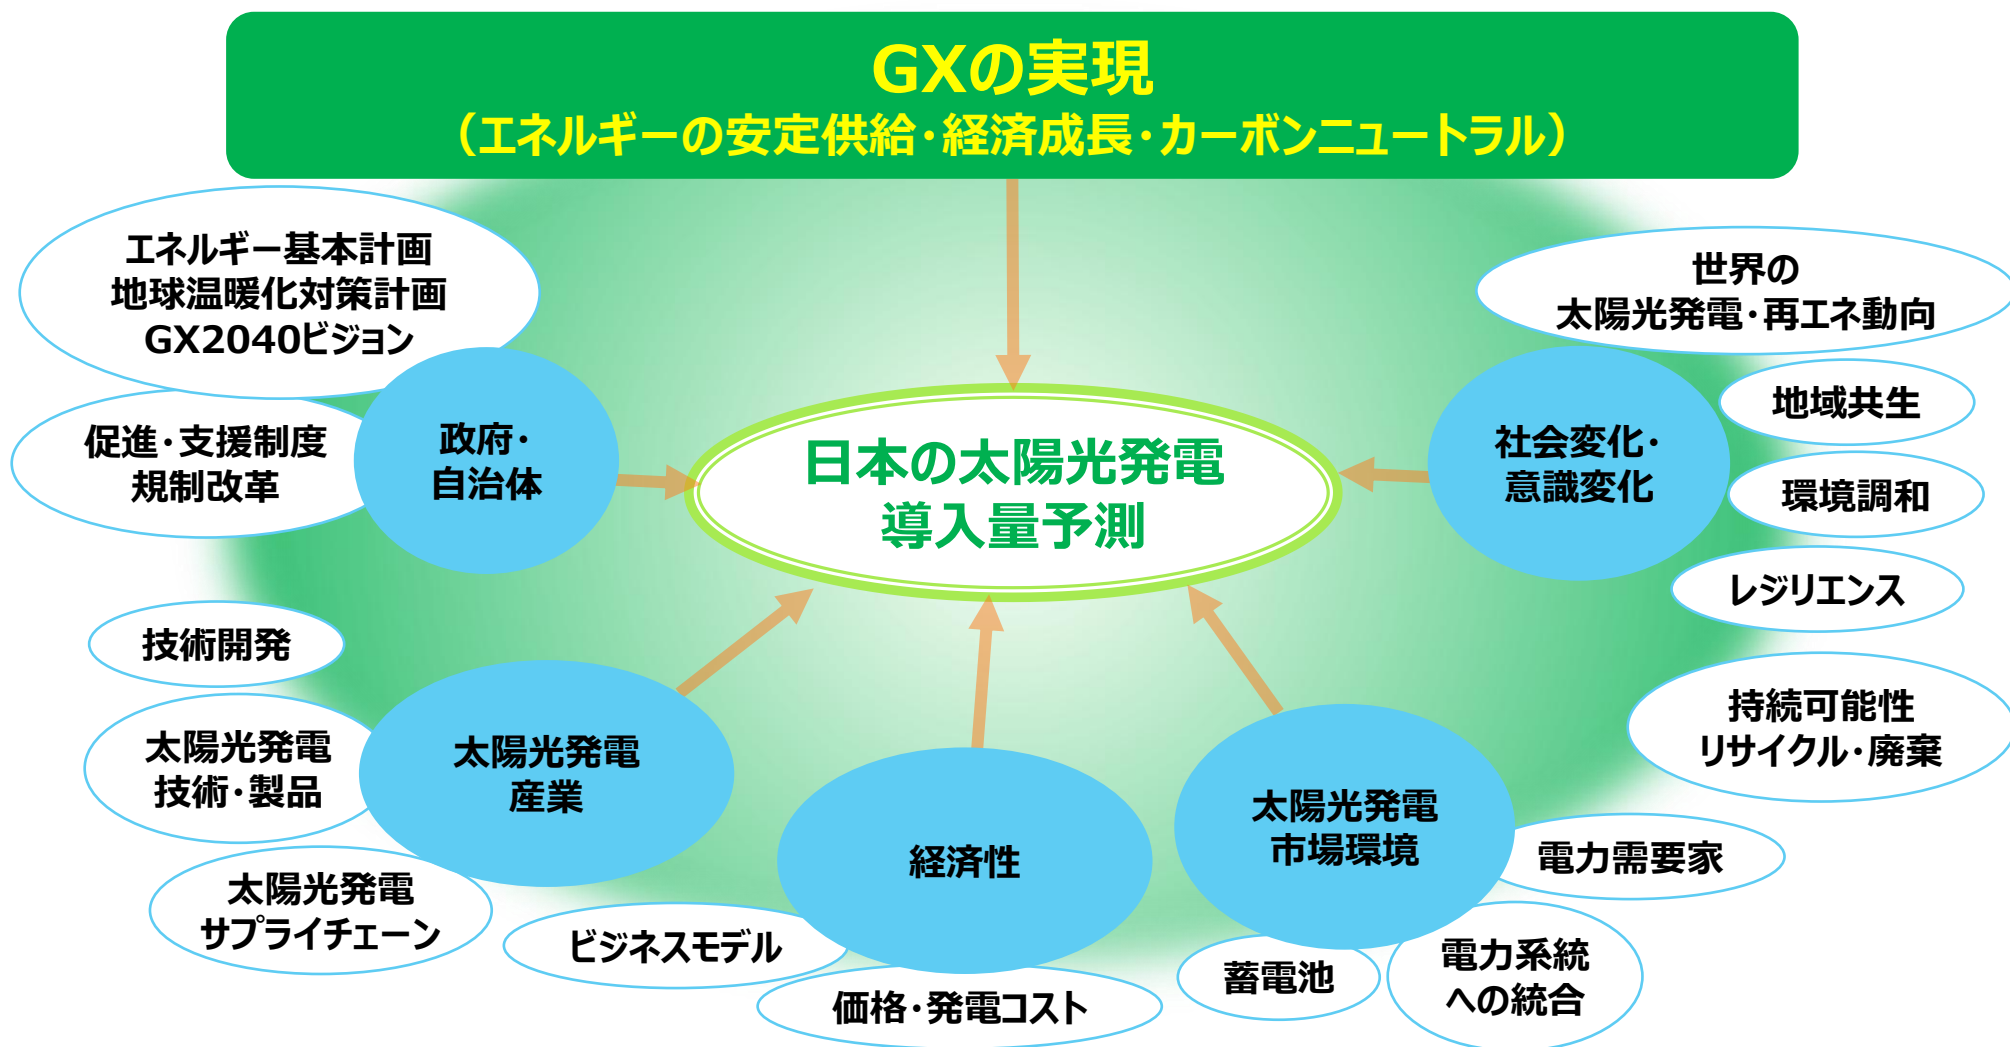 GXの実現
（エネルギーの安定供給・経済成長・カーボンニュートラル）
エネルギー基本計画
地球温暖化対策計画
GX2040ビジョン
促進・支援制度
規制改革
政府・
自治体
日本の太陽光発電
導入量予測
世界の
太陽光発電・再エネ動向
社会変化・
意識変化
地域共生
環境調和
レジリエンス
持続可能性
リサイクル・廃棄
技術開発
太陽光発電
技術・製品
太陽光発電
サプライチェーン
太陽光発電
産業
経済性
ビジネスモデル
価格・発電コスト
太陽光発電
市場環境
電力需要家
蓄電池
電力系統
への統合